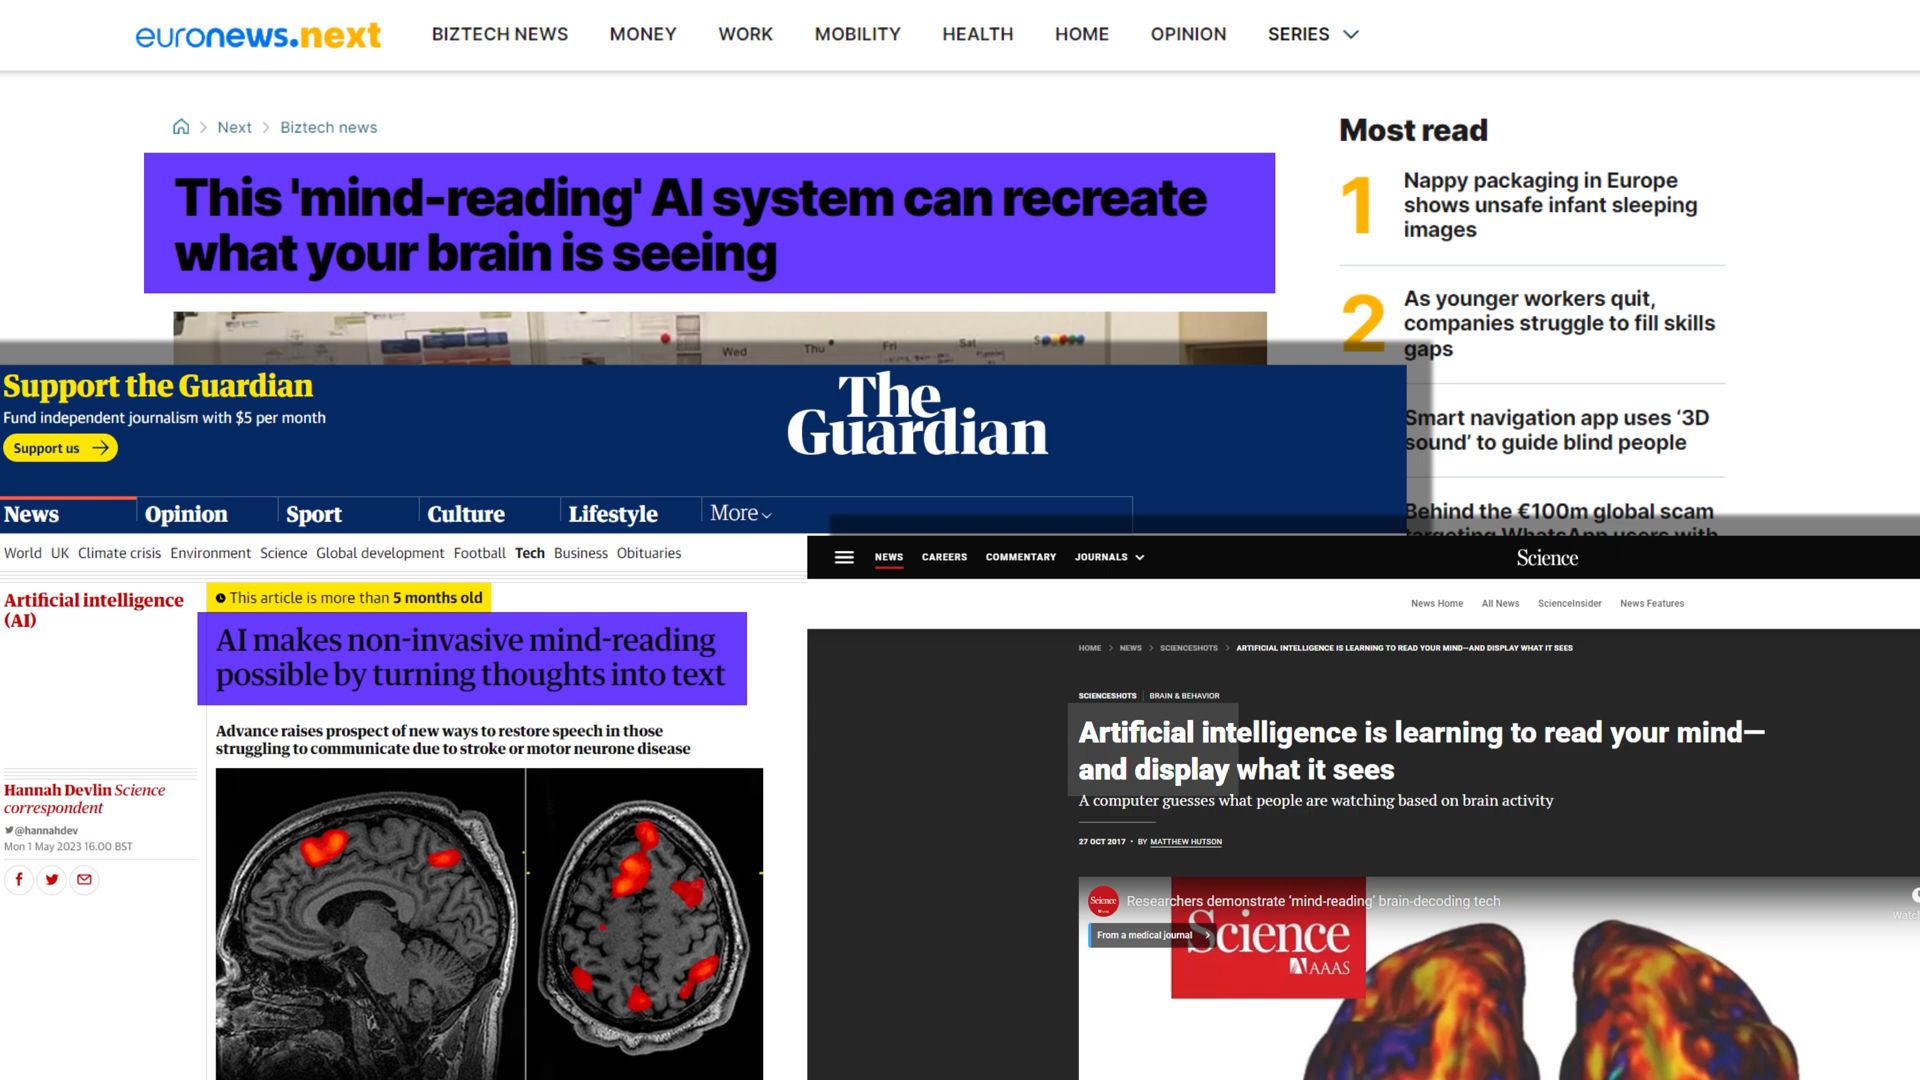 euronews.next
BIZTECH NEWS MONEY WORK MOBILITY HEALTH HOME OPINION SERIES
Next Biztech news
This 'mind-reading' AI system can recreate
what your brain is seeing
Most read
1 Nappy packaging in Europe
shows unsafe infant sleeping
images
2 As younger workers quit,
companies struggle to fill skills
gaps
Smart navigation app uses ‘3D
sound’ to guide blind people
Behind the €100m global scam
targeting WhatsApp users with
Wed Thu Fri Sat
Support the Guardian
Fund independent journalism with $5 per month
Support us
The
Guardian
News Opinion Sport Culture Lifestyle More
World UK Climate crisis Environment Science Global development Football Tech Business Obituaries
Artificial intelligence
(AI)
This article is more than 5 months old
AI makes non-invasive mind-reading
possible by turning thoughts into text
Advance raises prospect of new ways to restore speech in those
struggling to communicate due to stroke or motor neurone disease
Hannah Devlin Science
correspondent
@hannahdev
Mon 1 May 2023 16.00 BST
NEWS CAREERS COMMENTARY JOURNALS
Science
News Home All News ScienceInsider News Features
HOME NEWS SCIENCESHOTS ARTIFICIAL INTELLIGENCE IS LEARNING TO READ YOUR MIND—AND DISPLAY WHAT IT SEES
SCIENCESHOTS BRAIN & BEHAVIOR
Artificial intelligence is learning to read your mind—
and display what it sees
A computer guesses what people are watching based on brain activity
27 OCT 2017 • BY MATTHEW HUTSON
Science
Researchers demonstrate ‘mind-reading’ brain-decoding tech
From a medical journal
Science
AAAS